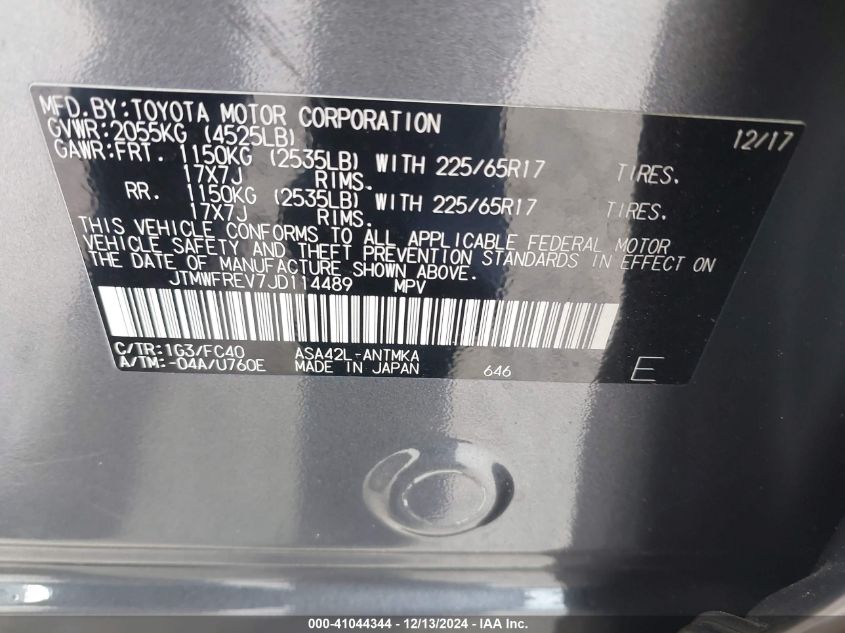 MFD.BY:TOYOTA MOTOR CORPORATION 12/17
GVWR:2055KG (4525LB)
GAWR:FRT. 1150KG (2535LB) WITH 225/65R17 TIRES.
17X7J RIMS.
RR. 1150KG (2535LB) WITH 225/65R17 TIRES.
17X7J RIMS.
THIS VEHICLE CONFORMS TO ALL APPLICABLE FEDERAL MOTOR
VEHICLE SAFETY AND THEFT PREVENTION STANDARDS IN EFFECT ON
THE DATE OF MANUFACTURE SHOWN ABOVE.
JTMWFREV7JD114489 MPV
C/TR:1G3/FC40 ASA42L-ANTMKA
A/TM:-04A/U760E MADE IN JAPAN 646 E
000-41044344 | 12/13/2024 - IAA Inc.